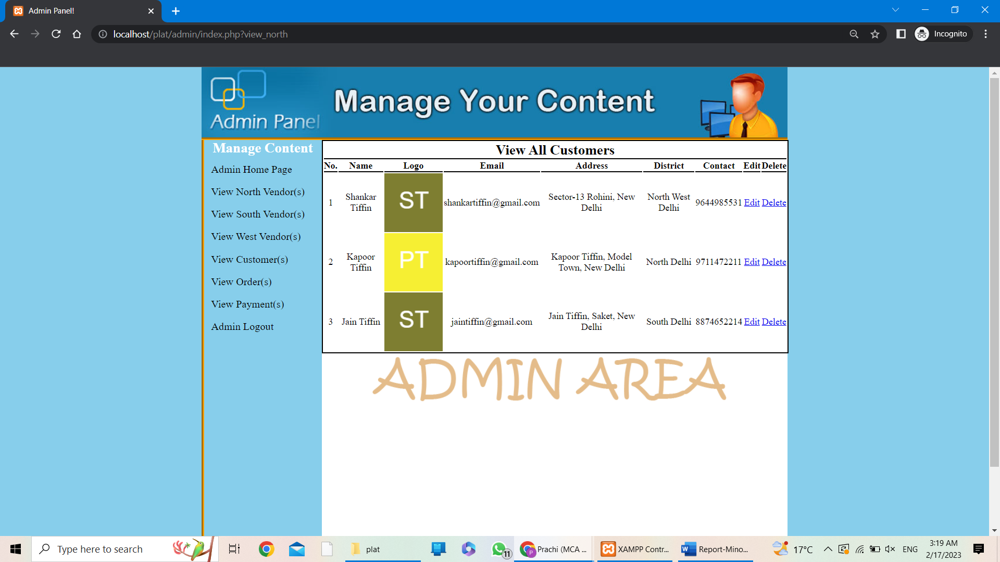 Admin Panel!
localhost/plat/admin/index.php?view_north
Incognito
Admin Panel
Manage Your Content
Manage Content
Admin Home Page
View North Vendor(s)
View South Vendor(s)
View West Vendor(s)
View Customer(s)
View Order(s)
View Payment(s)
Admin Logout
View All Customers
No. Name Logo Email Address District Contact Edit Delete
1 Shankar Tiffin ST shankartiffin@gmail.com Sector-13 Rohini, New Delhi North West Delhi 9644985531 Edit Delete
2 Kapoor Tiffin PT kapoortiffin@gmail.com Kapoor Tiffin, Model Town, New Delhi North Delhi 9711472211 Edit Delete
3 Jain Tiffin ST jaintiffin@gmail.com Jain Tiffin, Saket, New Delhi South Delhi 8874652214 Edit Delete
ADMIN AREA
Type here to search
plat
11
P
Prachi (MCA ...
XAMPP Contr...
W
Report-Mino...
17°C
ENG
3:19 AM
2/17/2023